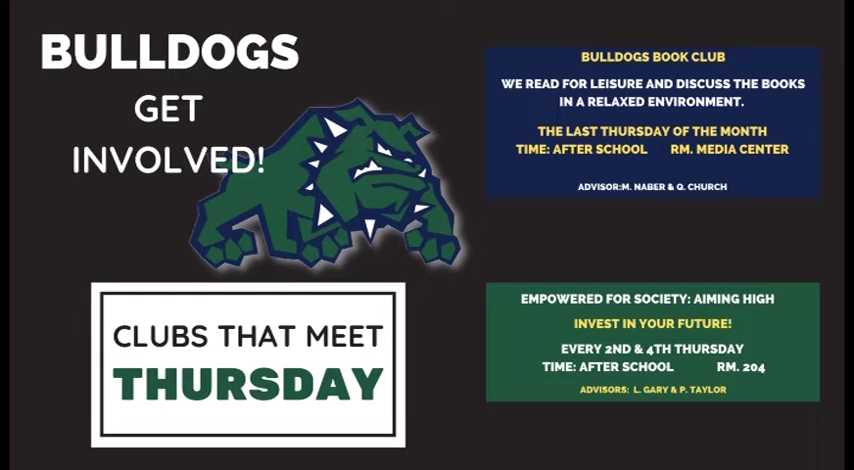 BULLDOGS
GET
INVOLVED!
CLUBS THAT MEET
THURSDAY
BULLDOGS BOOK CLUB
WE READ FOR LEISURE AND DISCUSS THE BOOKS
IN A RELAXED ENVIRONMENT.
THE LAST THURSDAY OF THE MONTH
TIME: AFTER SCHOOL RM. MEDIA CENTER
ADVISOR:M. NABER & Q. CHURCH
EMPOWERED FOR SOCIETY: AIMING HIGH
INVEST IN YOUR FUTURE!
EVERY 2ND & 4TH THURSDAY
TIME: AFTER SCHOOL RM. 204
ADVISORS: L. GARY & P. TAYLOR